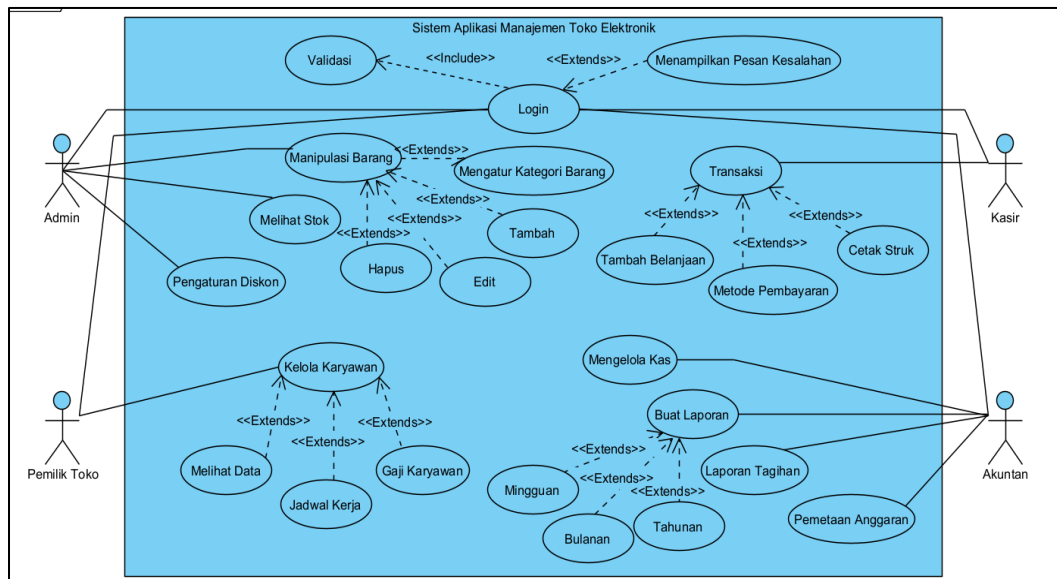 Sistem Aplikasi Manajemen Toko Elektronik
Validasi
<<Include>>
<<Extends>>
Menampilkan Pesan Kesalahan
Login
Admin
Manipulasi Barang
<<Extends>>
Mengatur Kategori Barang
Melihat Stok
<<Extends>>
<<Extends>>
<<Extends>>
Tambah
Pengaturan Diskon
Hapus
Edit
Transaksi
Kasir
<<Extends>>
<<Extends>>
<<Extends>>
Tambah Belanjaan
Cetak Struk
Metode Pembayaran
Pemilik Toko
Kelola Karyawan
<<Extends>>
<<Extends>>
<<Extends>>
Melihat Data
Jadwal Kerja
Gaji Karyawan
Mengelola Kas
Buat Laporan
Akuntan
<<Extends>>
<<Extends>>
<<Extends>>
Laporan Tagihan
Mingguan
Bulanan
Tahunan
Pemetaan Anggaran